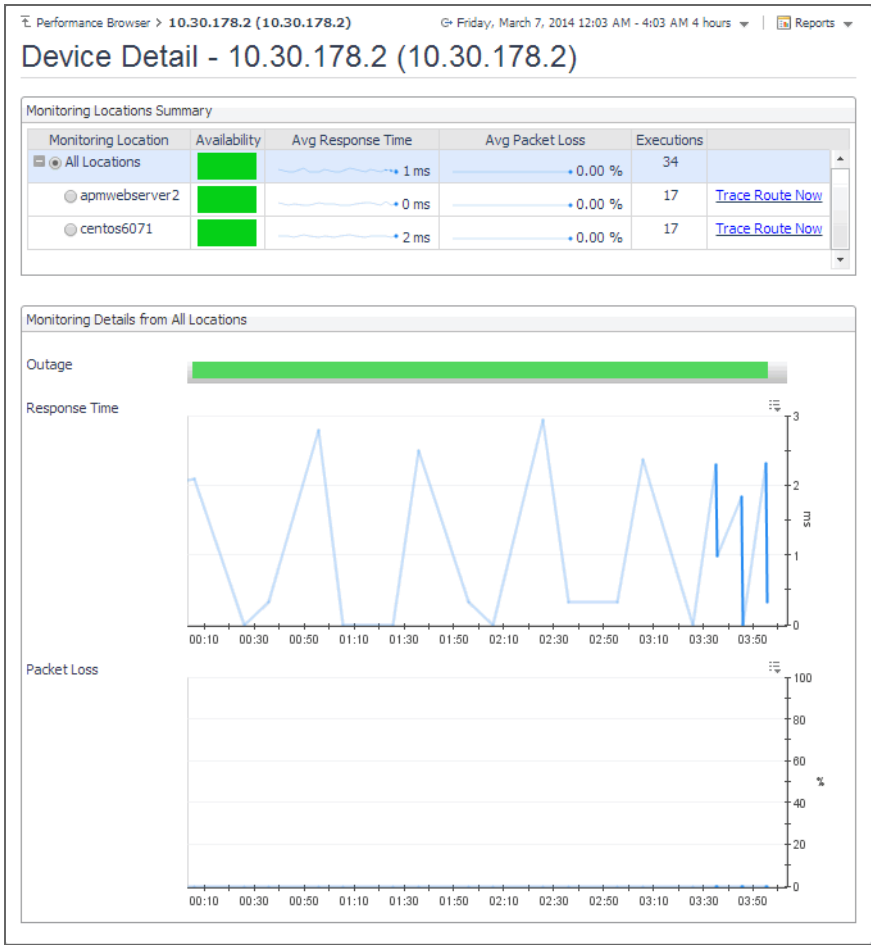 Performance Browser > 10.30.178.2 (10.30.178.2) Friday, March 7, 2014 12:03 AM - 4:03 AM 4 hours | Reports
Device Detail - 10.30.178.2 (10.30.178.2)
Monitoring Locations Summary
Monitoring Location Availability Avg Response Time Avg Packet Loss Executions
All Locations 1 ms 0.00 % 34
apmwebserver2 0 ms 0.00 % 17 Trace Route Now
centos6071 2 ms 0.00 % 17 Trace Route Now
Monitoring Details from All Locations
Outage
Response Time
3
2
ms
1
0
00:10 00:30 00:50 01:10 01:30 01:50 02:10 02:30 02:50 03:10 03:30 03:50
Packet Loss
100
80
60
%
40
20
0
00:10 00:30 00:50 01:10 01:30 01:50 02:10 02:30 02:50 03:10 03:30 03:50